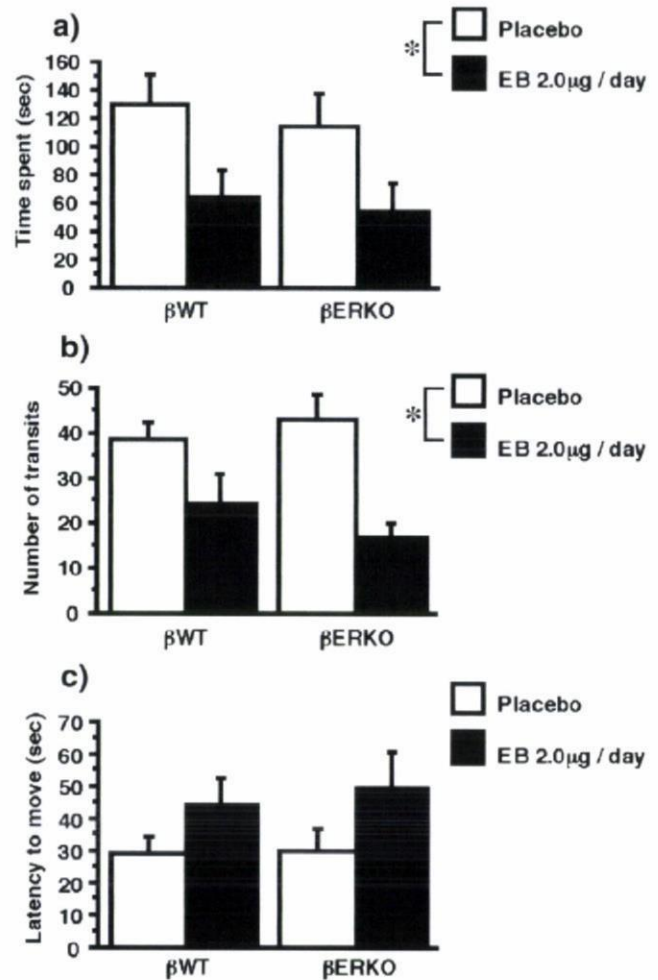 a)
* Placebo
EB 2.0μg / day
Time spent (sec)
160
140
120
100
80
60
40
20
0
βWT βERKO
b)
* Placebo
EB 2.0μg / day
Number of transits
50
40
30
20
10
0
βWT βERKO
c)
Placebo
EB 2.0μg / day
Latency to move (sec)
70
60
50
40
30
20
10
0
βWT βERKO